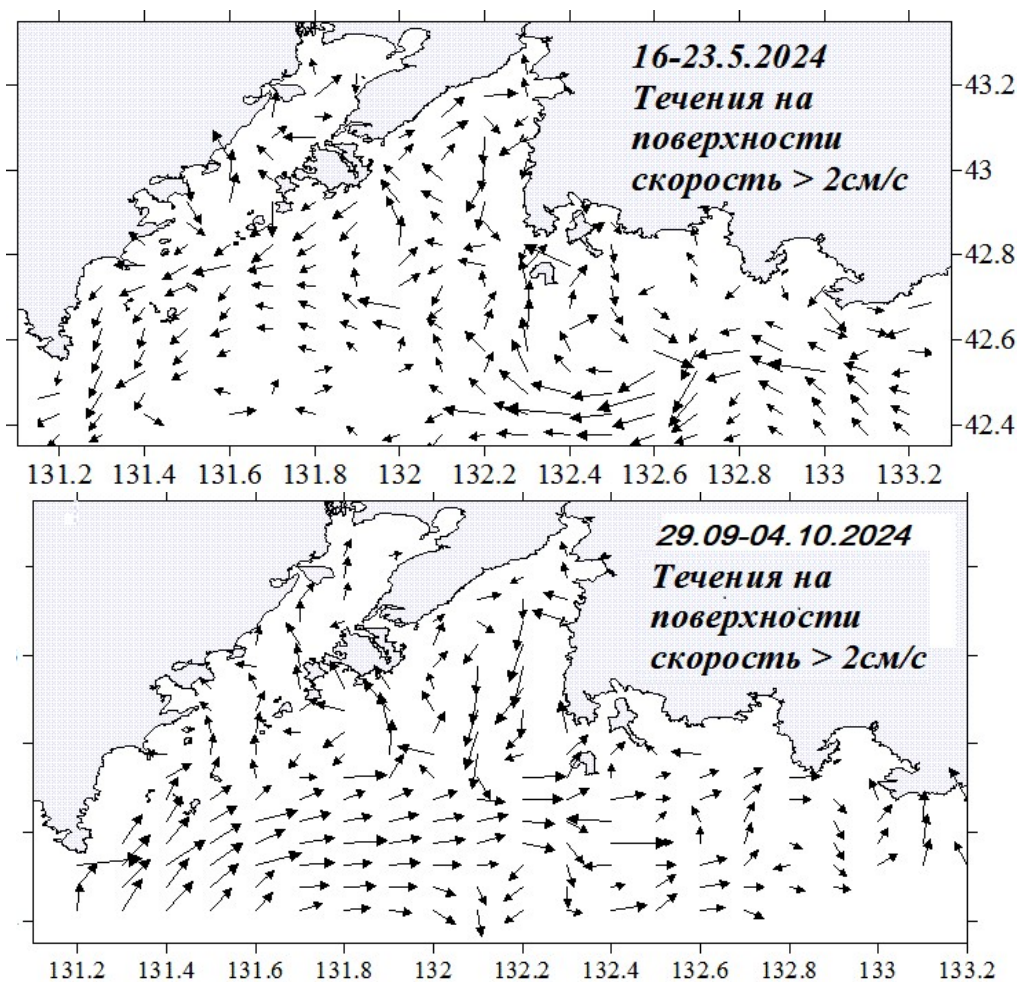 16-23.5.2024
Течения на
поверхности
скорость > 2см/с
43.2
43
42.8
42.6
42.4
131.2 131.4 131.6 131.8 132 132.2 132.4 132.6 132.8 133 133.2
29.09-04.10.2024
Течения на
поверхности
скорость > 2см/с
131.2 131.4 131.6 131.8 132 132.2 132.4 132.6 132.8 133 133.2